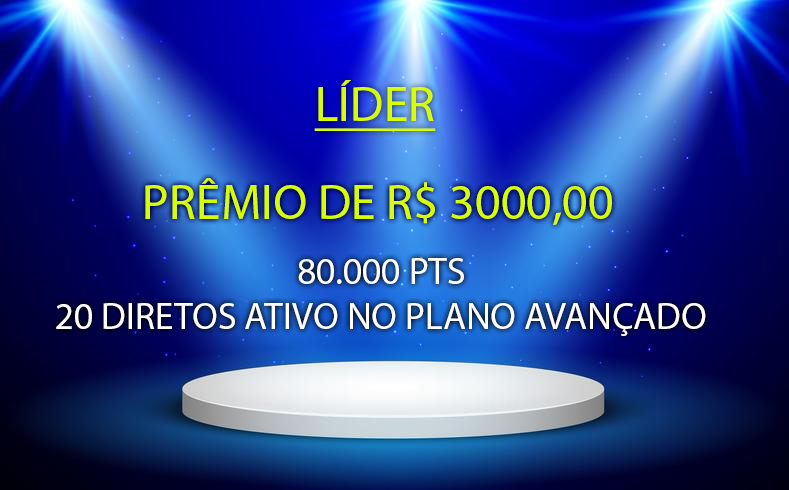 LÍDER
PRÊMIO DE R$ 3000,00
80.000 PTS
20 DIRETOS ATIVO NO PLANO AVANÇADO